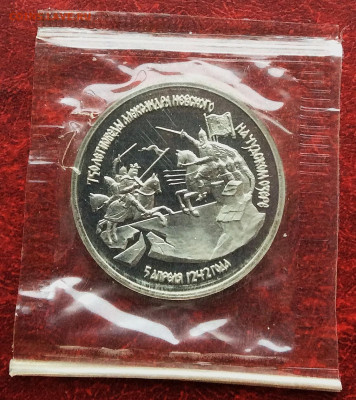 750-ЛЕТИЕ ПОБЕДЫ АЛЕКСАНДРА НЕВСКОГО
НА ЧУДСКОМ ОЗЕРЕ
5 АПРЕЛЯ 1242 ГОДА